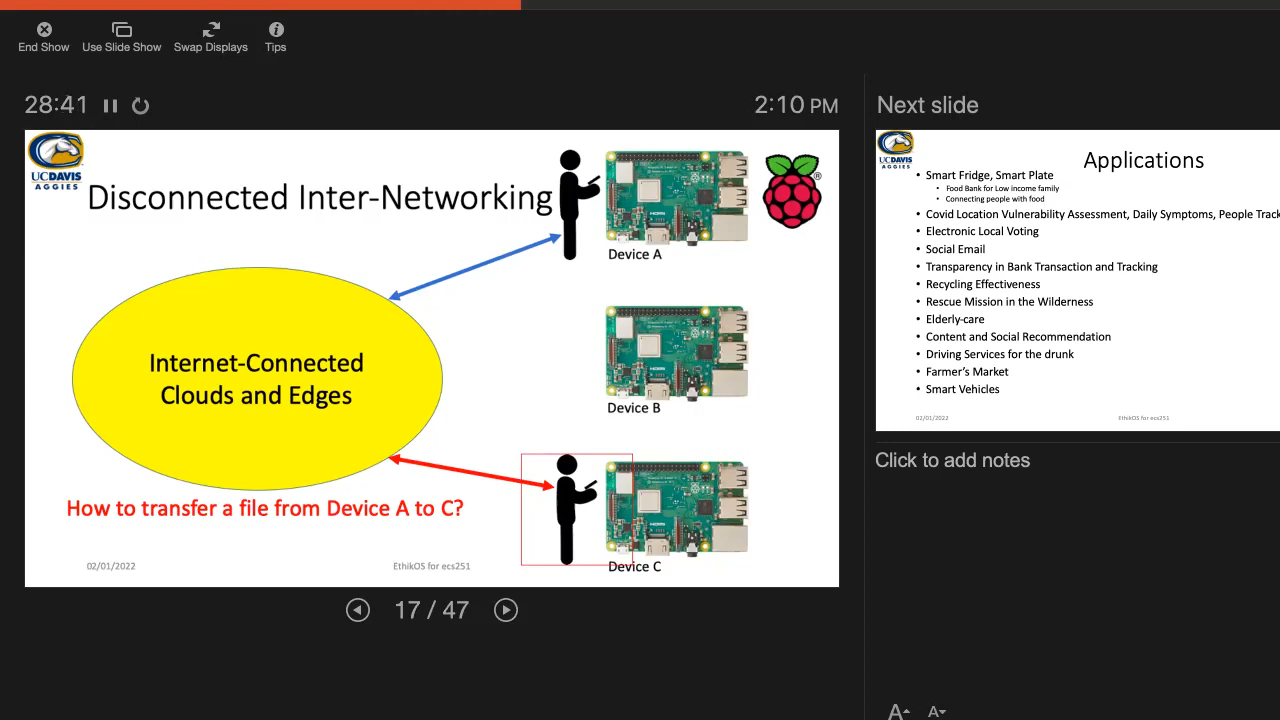 End Show
Use Slide Show
Swap Displays
Tips
28:41
2:10 PM
UCDAVIS
AGGIES
Disconnected Inter-Networking
®
Device A
Internet-Connected
Clouds and Edges
Device B
How to transfer a file from Device A to C?
Device C
02/01/2022
EthikOS for ecs251
17 / 47
Next slide
UCDAVIS
AGGIES
Applications
• Smart Fridge, Smart Plate
• Food Bank for Low income family
• Connecting people with food
• Covid Location Vulnerability Assessment, Daily Symptoms, People Track
• Electronic Local Voting
• Social Email
• Transparency in Bank Transaction and Tracking
• Recycling Effectiveness
• Rescue Mission in the Wilderness
• Elderly-care
• Content and Social Recommendation
• Driving Services for the drunk
• Farmer's Market
• Smart Vehicles
02/01/2022
EthikOS for ecs251
Click to add notes
A
A